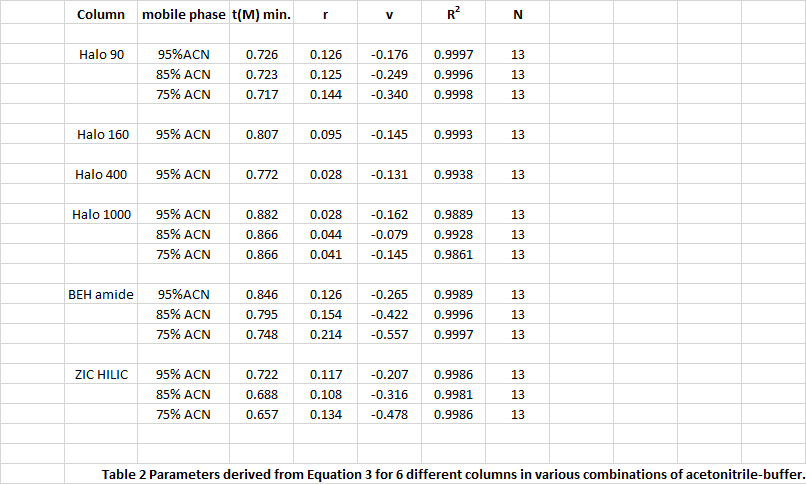 Column mobile phase t(M) min. r v R² N
Halo 90 95%ACN 0.726 0.126 -0.176 0.9997 13
85% ACN 0.723 0.125 -0.249 0.9996 13
75% ACN 0.717 0.144 -0.340 0.9998 13
Halo 160 95% ACN 0.807 0.095 -0.145 0.9993 13
Halo 400 95% ACN 0.772 0.028 -0.131 0.9938 13
Halo 1000 95% ACN 0.882 0.028 -0.162 0.9889 13
85% ACN 0.866 0.044 -0.079 0.9928 13
75% ACN 0.866 0.041 -0.145 0.9861 13
BEH amide 95%ACN 0.846 0.126 -0.265 0.9989 13
85% ACN 0.795 0.154 -0.422 0.9996 13
75% ACN 0.748 0.214 -0.557 0.9997 13
ZIC HILIC 95% ACN 0.722 0.117 -0.207 0.9986 13
85% ACN 0.688 0.108 -0.316 0.9981 13
75% ACN 0.657 0.134 -0.478 0.9986 13
Table 2 Parameters derived from Equation 3 for 6 different columns in various combinations of acetonitrile-buffer.